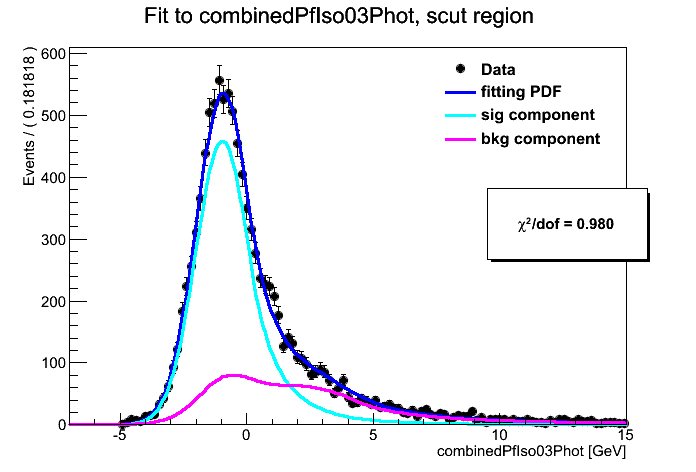 Fit to combinedPfIso03Phot, scut region
Events / ( 0.181818 )
600
500
400
300
200
100
0
Data
fitting PDF
sig component
bkg component
χ²/dof = 0.980
-5 0 5 10 15
combinedPfIso03Phot [GeV]